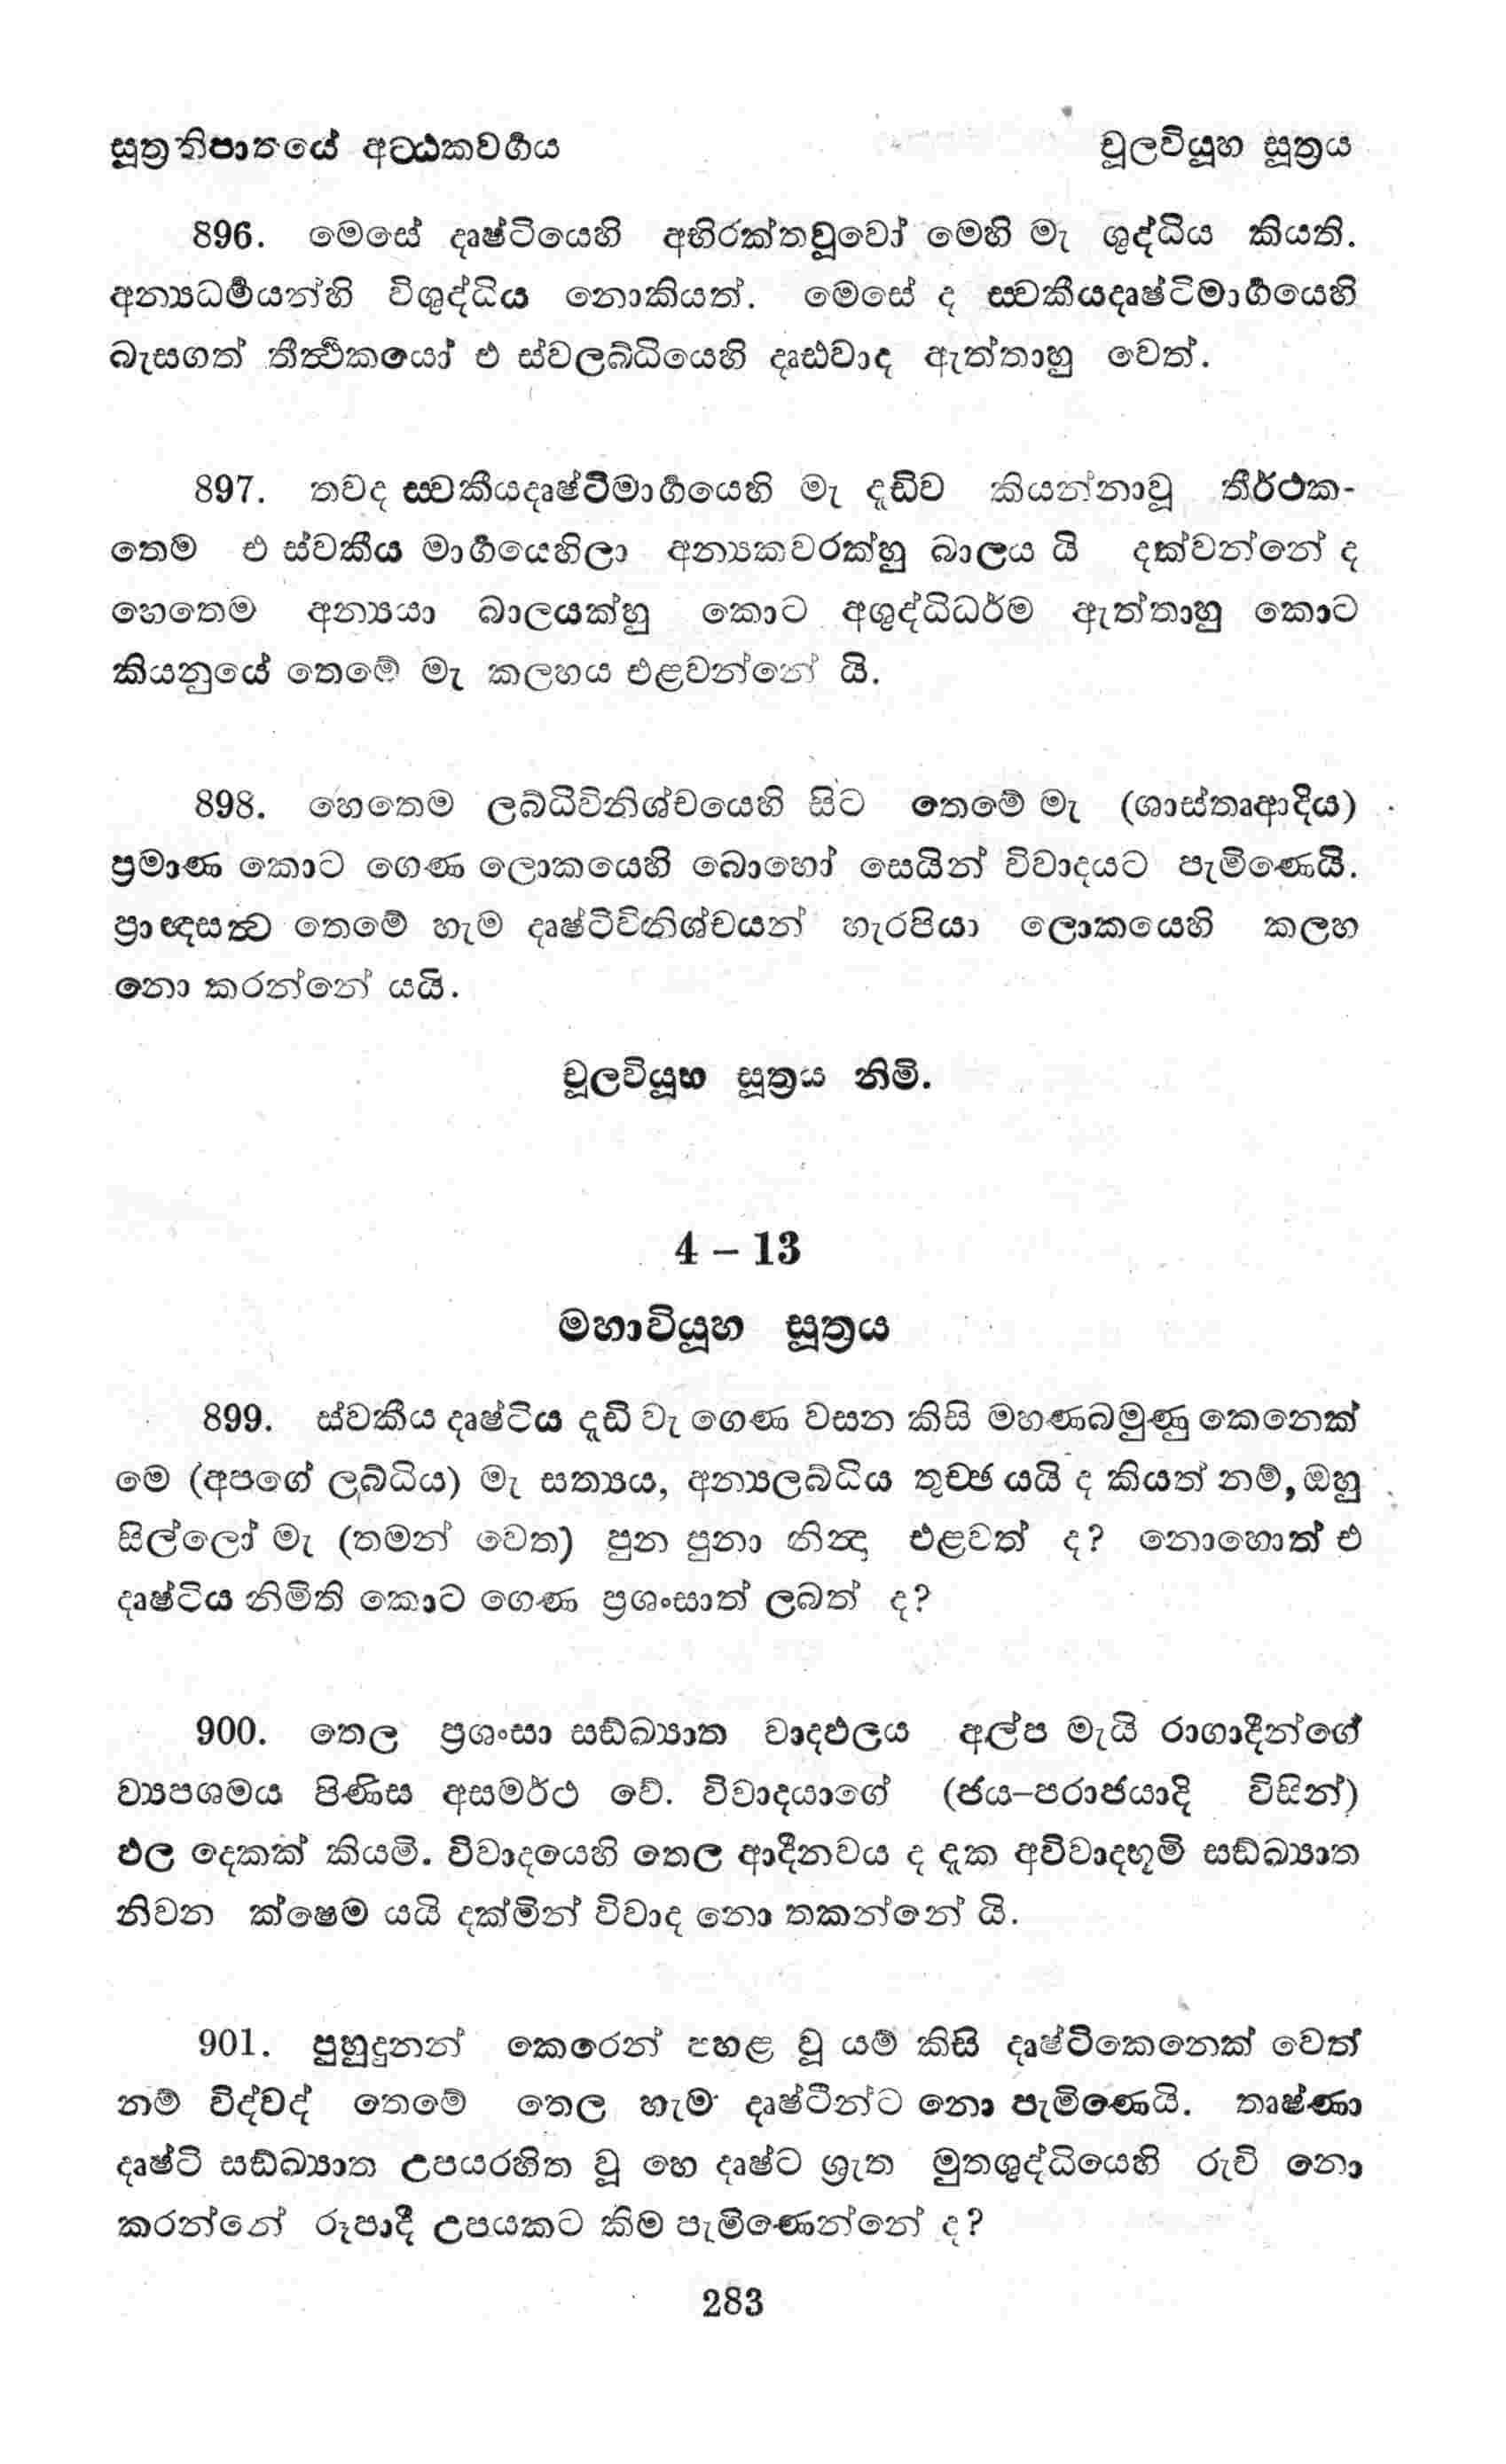 සූත්‍රනිපාතයේ අට්ඨකවර්‍ගය චූලවියූහ සූත්‍රය
896. මෙසේ දෘෂ්ටියෙහි අභිරක්තවූවෝ මෙහි මැ ශුද්ධිය කියති.
අන්‍යධර්‍මයන්හි විශුද්ධිය නොකියත්. මෙසේ ද ස්වකීයදෘෂ්ටිමාර්‍ගයෙහි
බැසගත් තීර්‍ත්‍ථකයෝ එ ස්වලබ්ධියෙහි දෘඪවාද ඇත්තාහු වෙත්.
897. තවද ස්වකීයදෘෂ්ටිමාර්‍ගයෙහි මැ දැඩිව කියන්නාවූ තීර්ථක-
තෙම එ ස්වකීය මාර්‍ගයෙහිලා අන්‍යකවරක්හු බාලය යි දක්වන්නේ ද
හෙතෙම අන්‍යයා බාලයක්හු කොට අශුද්ධිධර්ම ඇත්තාහු කොට
කියනුයේ තෙමේ මැ කලහය එළවන්නේ යි.
898. හෙතෙම ලබ්ධිවිනිශ්චයෙහි සිට තෙමේ මැ (ශාස්තෘආදිය)
ප්‍රමාණ කොට ගෙණ ලොකයෙහි බොහෝ සෙයින් විවාදයට පැමිණෙයි.
ප්‍රාඥසත්‍ව තෙමේ හැම දෘෂ්ටිවිනිශ්චයන් හැරපියා ලොකයෙහි කලහ
නො කරන්නේ යයි.
චූලවියූහ සූත්‍රය නිමි.
4 – 13
මහාවියූහ සූත්‍රය
899. ස්වකීය දෘෂ්ටිය දැඩි වැ ගෙණ වසන කිසි මහණබමුණු කෙනෙක්
මෙ (අපගේ ලබ්ධිය) මැ සත්‍යය, අන්‍යලබ්ධිය තුච්ඡ යයි ද කියත් නම්, ඔහු
සිල්ලෝ මැ (තමන් වෙත) පුන පුනා නින්‍දා එළවත් ද? නොහොත් එ
දෘෂ්ටිය නිමිති කොට ගෙණ ප්‍රශංසාත් ලබත් ද?
900. තෙල ප්‍රශංසා සඞ්ඛ්‍යාත වාදඵලය අල්ප මැයි රාගාදීන්ගේ
ව්‍යපශමය පිණිස අසමර්ථ වේ. විවාදයාගේ (ජය–පරාජයාදි විසින්)
ඵල දෙකක් කියමි. විවාදයෙහි තෙල ආදීනවය ද දැක අවිවාදභූමි සඞ්ඛ්‍යාත
නිවන ක්ෂෙම යයි දක්මින් විවාද නො තකන්නේ යි.
901. පුහුදුනන් කෙරෙන් පහළ වූ යම් කිසි දෘෂ්ටිකෙනෙක් වෙත්
නම් විද්වද් තෙමේ තෙල හැම දෘෂ්ටීන්ට නො පැමිණෙයි. තෘෂ්ණා
දෘෂ්ටි සඞ්ඛ්‍යාත උපයරහිත වූ හෙ දෘෂ්ට ශ්‍රැත මුතශුද්ධියෙහි රුචි නො
කරන්නේ රූපාදී උපයකට කිම පැමිණෙන්නේ ද?
283